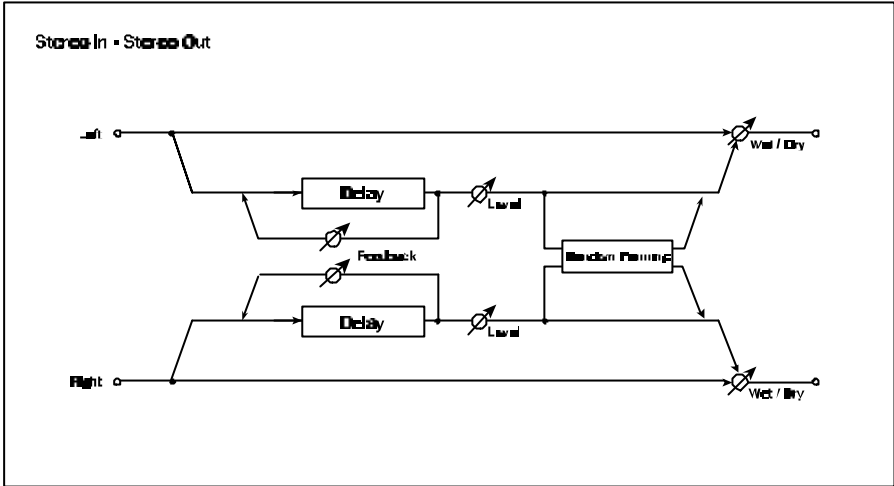 Stereo In - Stereo Out
Left
Wet / Dry
Delay
Level
Feedback
Random Panning
Delay
Level
Right
Wet / Dry